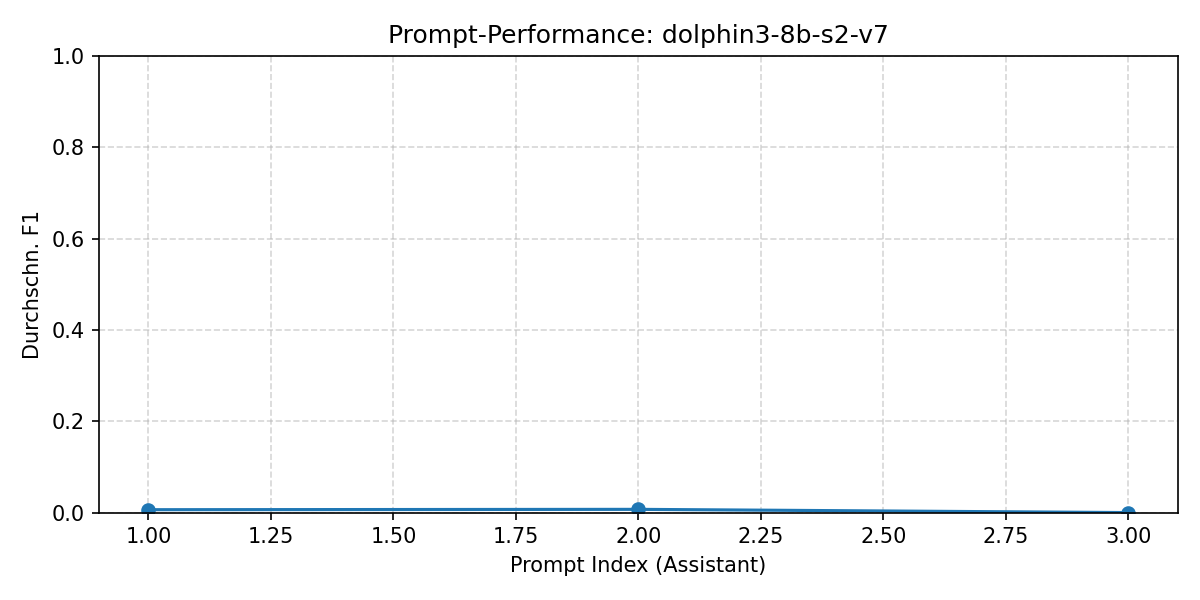 Prompt-Performance: dolphin3-8b-s2-v7
1.0
0.8
0.6
0.4
0.2
0.0
Durchschn. F1
1.00 1.25 1.50 1.75 2.00 2.25 2.50 2.75 3.00
Prompt Index (Assistant)